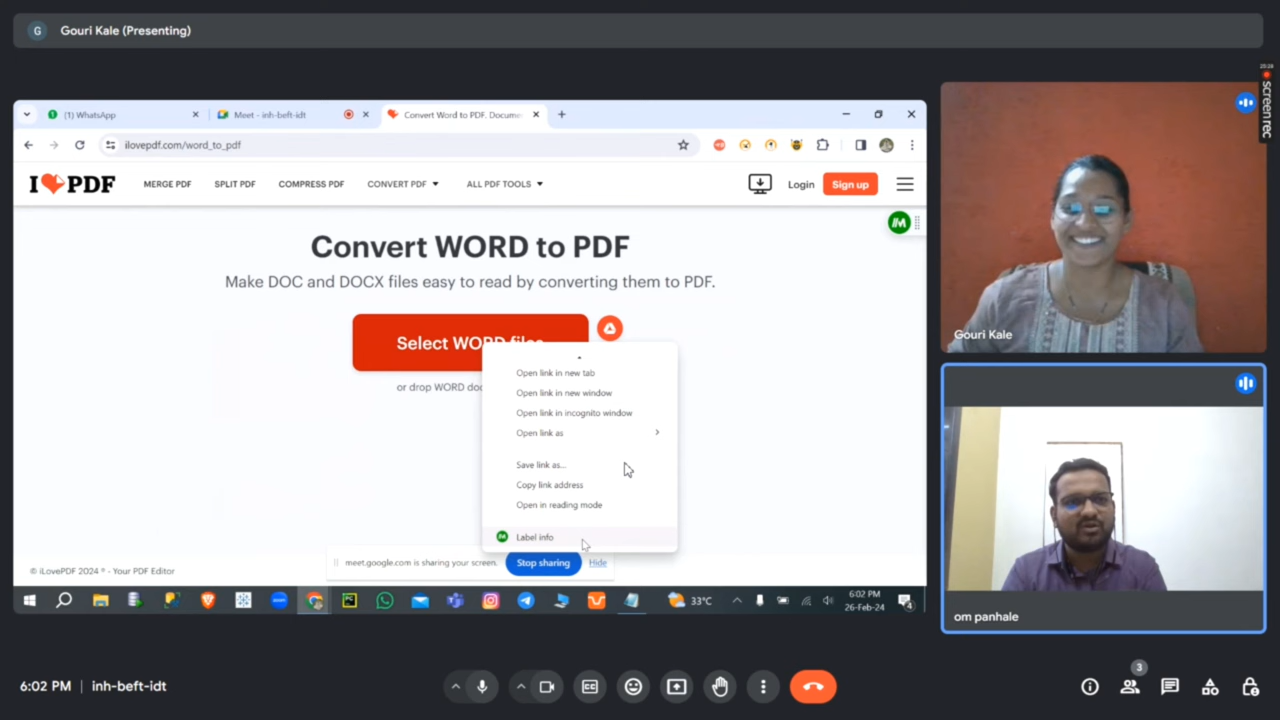 G Gouri Kale (Presenting)
screen rec
(1) WhatsApp
Meet - inh-beft-idt
Convert Word to PDF. Docume
ilovepdf.com/word_to_pdf
I PDF
MERGE PDF
SPLIT PDF
COMPRESS PDF
CONVERT PDF
ALL PDF TOOLS
Login
Sign up
Convert WORD to PDF
Make DOC and DOCX files easy to read by converting them to PDF.
Select WORD files
or drop WORD doc
Open link in new tab
Open link in new window
Open link in incognito window
Open link as
Save link as...
Copy link address
Open in reading mode
Label info
meet.google.com is sharing your screen.
Stop sharing
Hide
© iLovePDF 2024 ® - Your PDF Editor
33°C
6:02 PM
26-Feb-24
4
Gouri Kale
om panhale
6:02 PM | inh-beft-idt
3